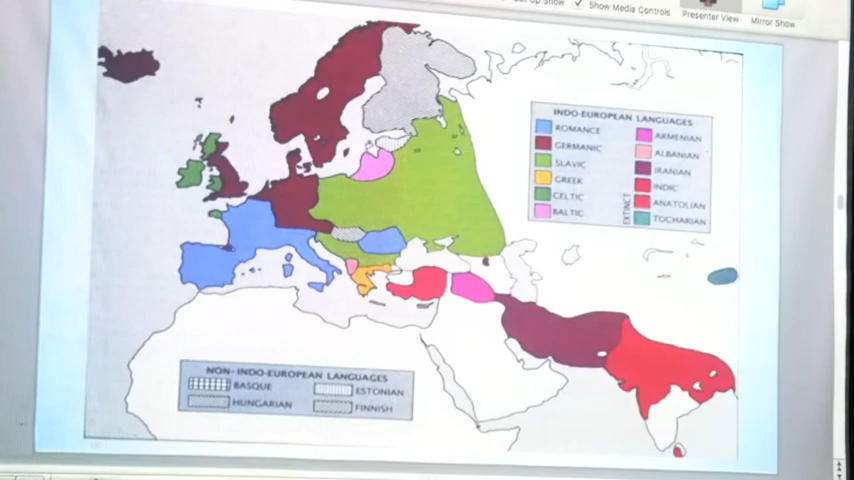 Show Media Controls
Presenter View
Mirror Show
INDO-EUROPEAN LANGUAGES
ROMANCE
GERMANIC
SLAVIC
GREEK
CELTIC
BALTIC
ARMENIAN
ALBANIAN
IRANIAN
INDIC
EXTINCT
ANATOLIAN
TOCHARIAN
NON-INDO-EUROPEAN LANGUAGES
BASQUE
HUNGARIAN
ESTONIAN
FINNISH